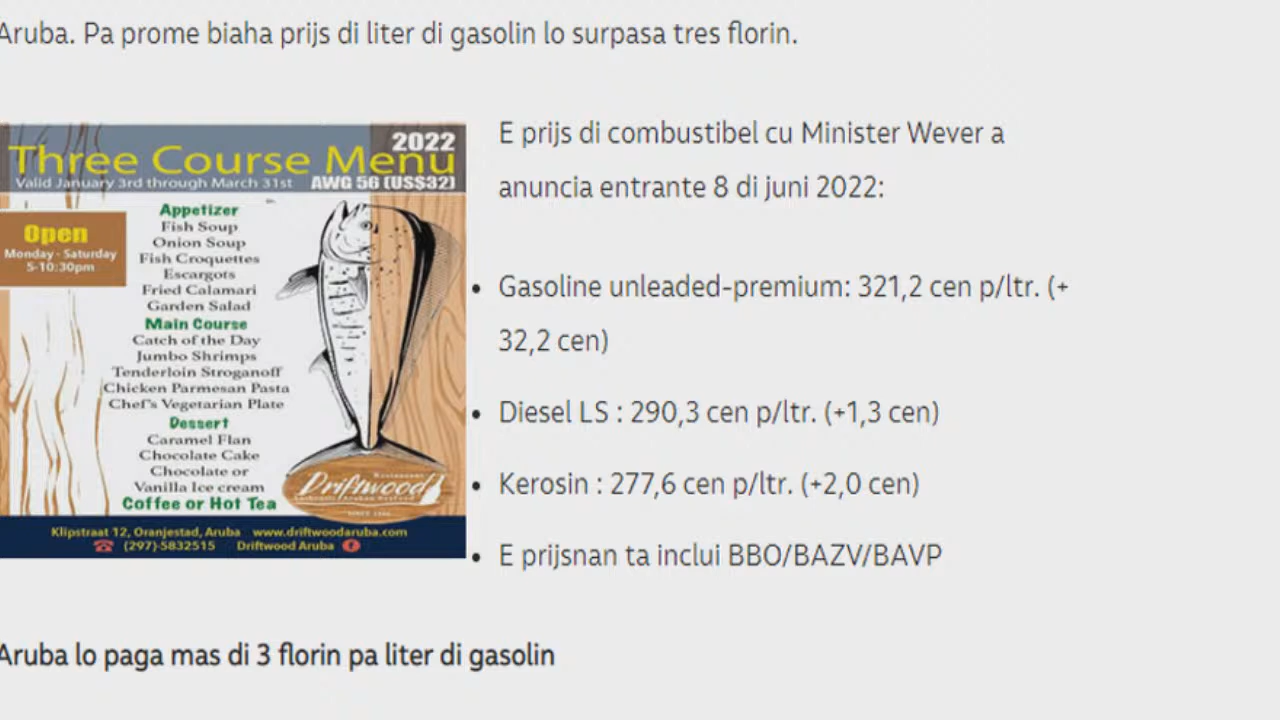 Aruba. Pa prome biaha prijs di liter di gasolin lo surpasa tres florin.
2022
Three Course Menu
Valid January 3rd through March 31st AWG 56 (US$32)
Open
Monday - Saturday
5-10:30pm
Appetizer
Fish Soup
Onion Soup
Fish Croquettes
Escargots
Fried Calamari
Garden Salad
Main Course
Catch of the Day
Jumbo Shrimps
Tenderloin Stroganoff
Chicken Parmesan Pasta
Chef's Vegetarian Plate
Dessert
Caramel Flan
Chocolate Cake
Chocolate or
Vanilla Ice cream
Coffee or Hot Tea
Restaurant
Driftwood
Klipstraat 12, Oranjestad, Aruba www.driftwoodaruba.com
(297)-5832515 Driftwood Aruba
E prijs di combustibel cu Minister Wever a
anuncia entrante 8 di juni 2022:
• Gasoline unleaded-premium: 321,2 cen p/ltr. (+
32,2 cen)
• Diesel LS : 290,3 cen p/ltr. (+1,3 cen)
• Kerosin : 277,6 cen p/ltr. (+2,0 cen)
• E prijsnan ta inclui BBO/BAZV/BAVP
Aruba lo paga mas di 3 florin pa liter di gasolin